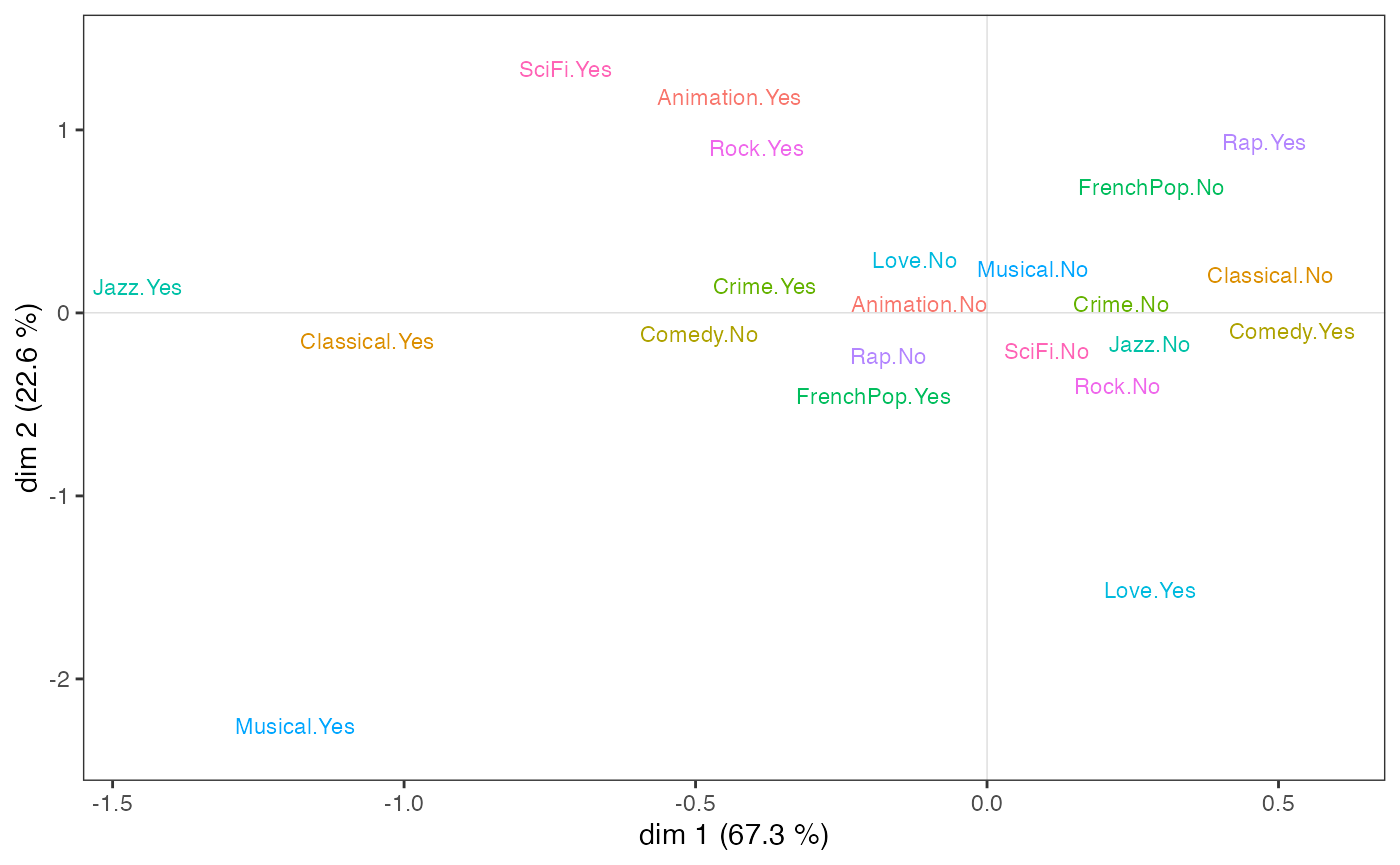 SciFi.Yes
Animation.Yes
1
Rap.Yes
Rock.Yes
FrenchPop.No
Love.No
Musical.No
Classical.No
Jazz.Yes
Crime.Yes
Animation.No
Crime.No
0
Classical.Yes
Comedy.No
Comedy.Yes
Rap.No
SciFi.No
Jazz.No
Rock.No
FrenchPop.Yes
dim 2 (22.6 %)
-1
Love.Yes
-2
Musical.Yes
-1.5 -1.0 -0.5 0.0 0.5
dim 1 (67.3 %)